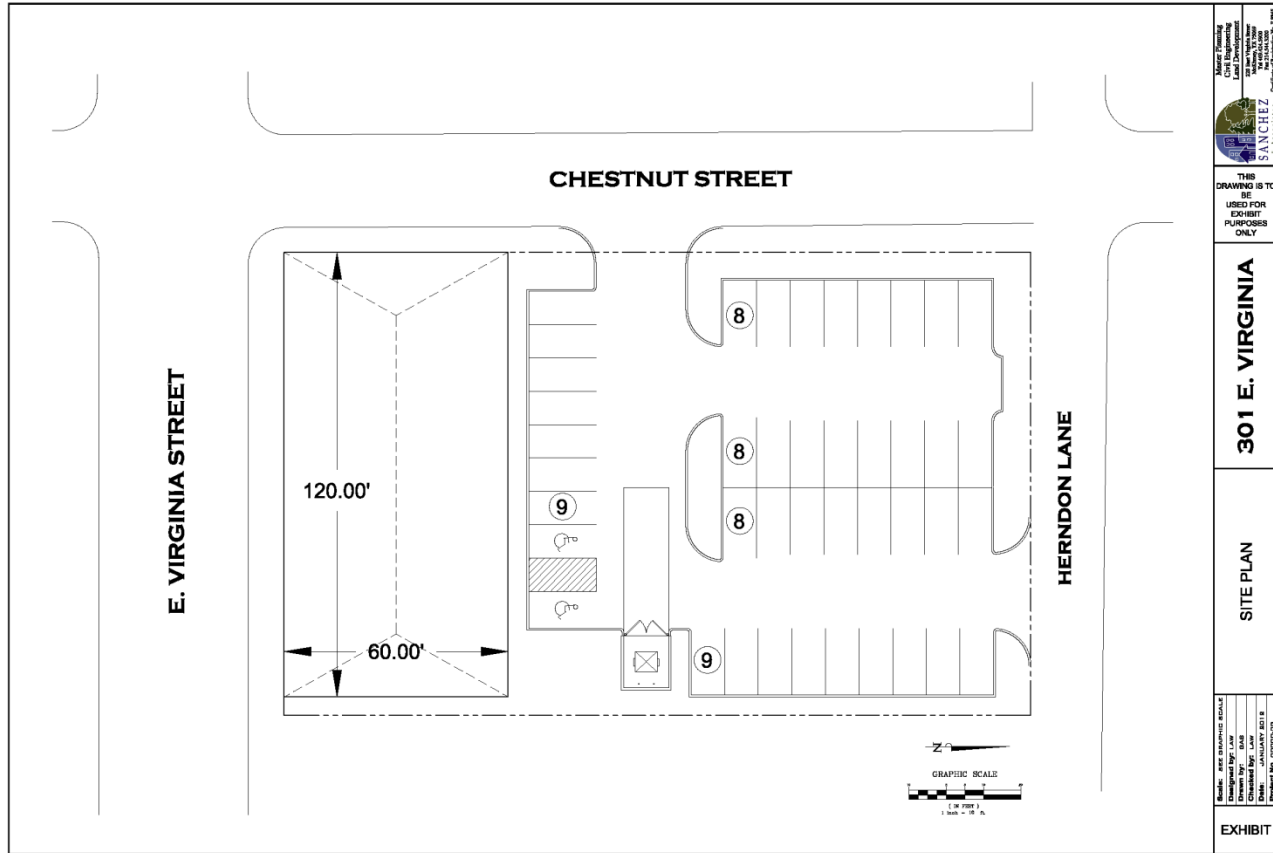 CHESTNUT STREET
E. VIRGINIA STREET
HERNDON LANE
120.00'
60.00'
8
8
8
9
9
N
GRAPHIC SCALE
( IN FEET )
Master Planning
Civil Engineering
Land Development
SANCHEZ
THIS
DRAWING IS TO
BE
USED FOR
EXHIBIT
PURPOSES
ONLY
301 E. VIRGINIA
SITE PLAN
Scale: SEE GRAPHIC SCALE
Designed by: LAW
Drawn by: GAB
Checked by: LAW
Date: JANUARY
EXHIBIT